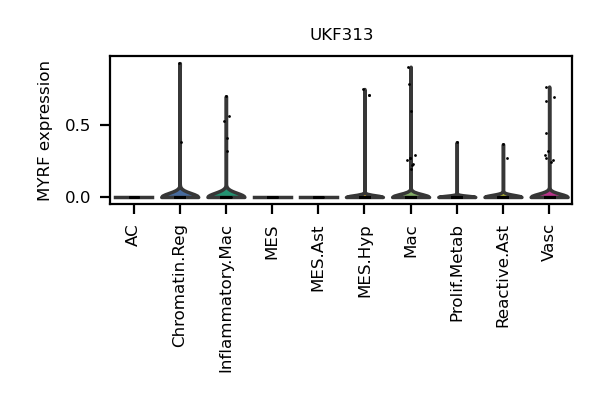 UKF313
MYRF expression
0.5
0.0
AC
Chromatin.Reg
Inflammatory.Mac
MES
MES.Ast
MES.Hyp
Mac
Prolif.Metab
Reactive.Ast
Vasc